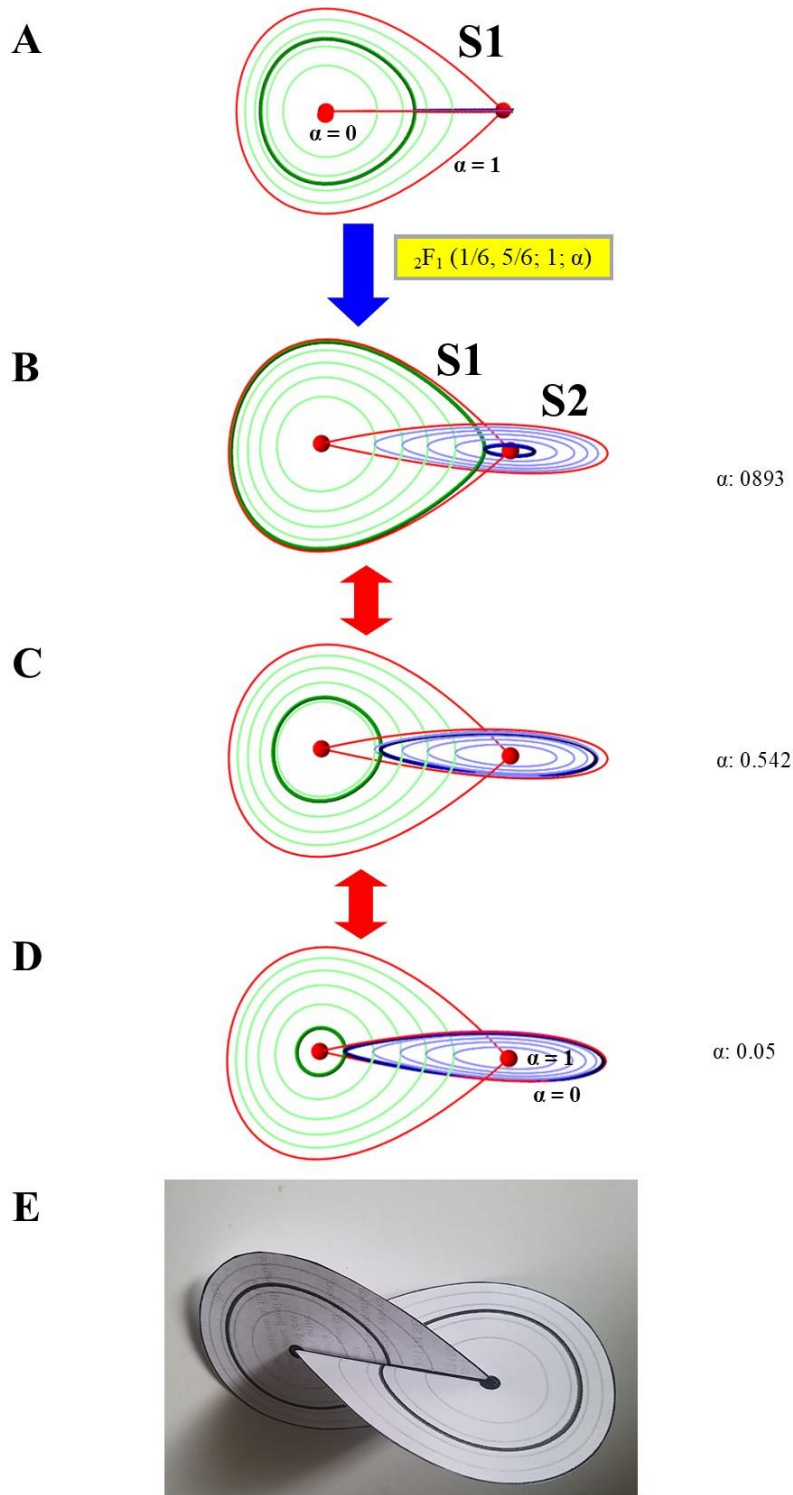 A
S1
α = 0
α = 1
₂F₁ (1/6, 5/6; 1; α)
B
S1
S2
α: 0893
C
α: 0.542
D
α = 1
α = 0
α: 0.05
E